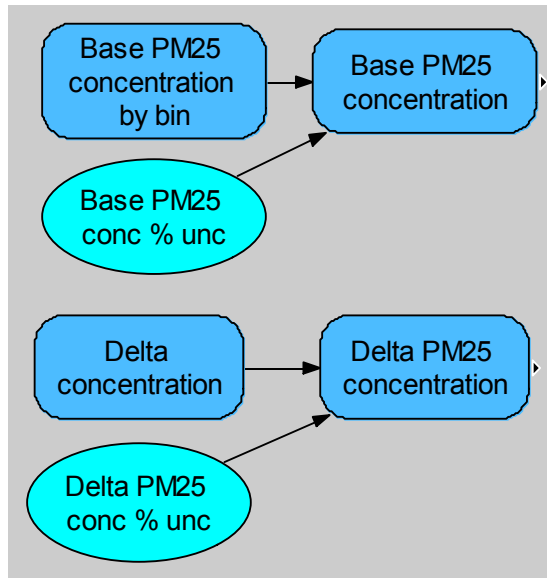 Base PM25
concentration
by bin
Base PM25
concentration
Base PM25
conc % unc
Delta
concentration
Delta PM25
concentration
Delta PM25
conc % unc